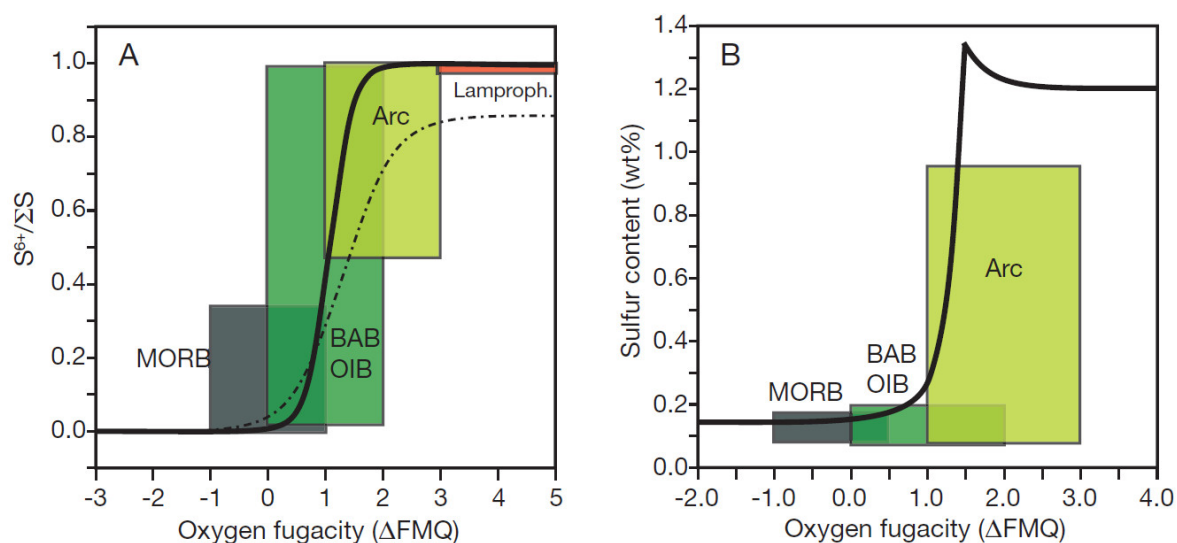 A
S6+/ΣS
1.0
0.8
0.6
0.4
0.2
0.0
Lamproph.
Arc
MORB
BAB
OIB
-3 -2 -1 0 1 2 3 4 5
Oxygen fugacity (ΔFMQ)
B
Sulfur content (wt%)
1.4
1.2
1.0
0.8
0.6
0.4
0.2
0.0
Arc
BAB
OIB
MORB
-2.0 -1.0 0.0 1.0 2.0 3.0 4.0
Oxygen fugacity (ΔFMQ)